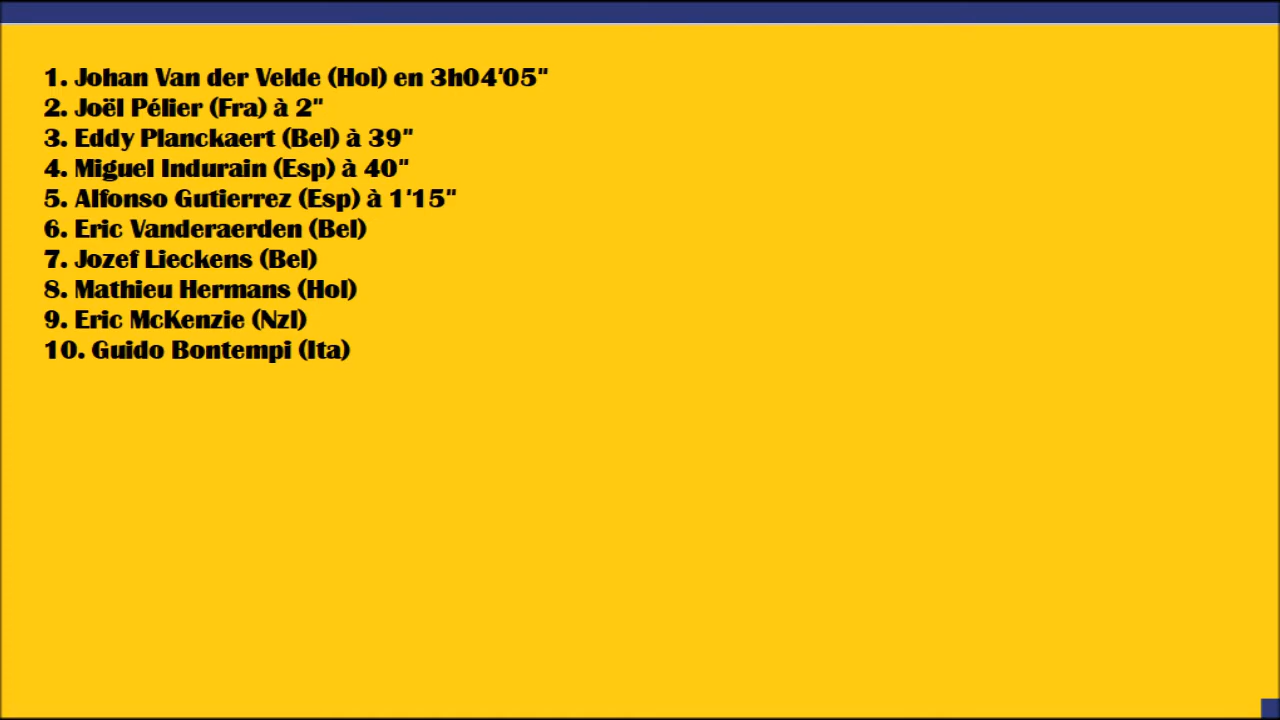 1. Johan Van der Velde (Hol) en 3h04'05"
2. Joël Pélier (Fra) à 2"
3. Eddy Planckaert (Bel) à 39"
4. Miguel Indurain (Esp) à 40"
5. Alfonso Gutierrez (Esp) à 1'15"
6. Eric Vanderaerden (Bel)
7. Jozef Lieckens (Bel)
8. Mathieu Hermans (Hol)
9. Eric McKenzie (Nzl)
10. Guido Bontempi (Ita)